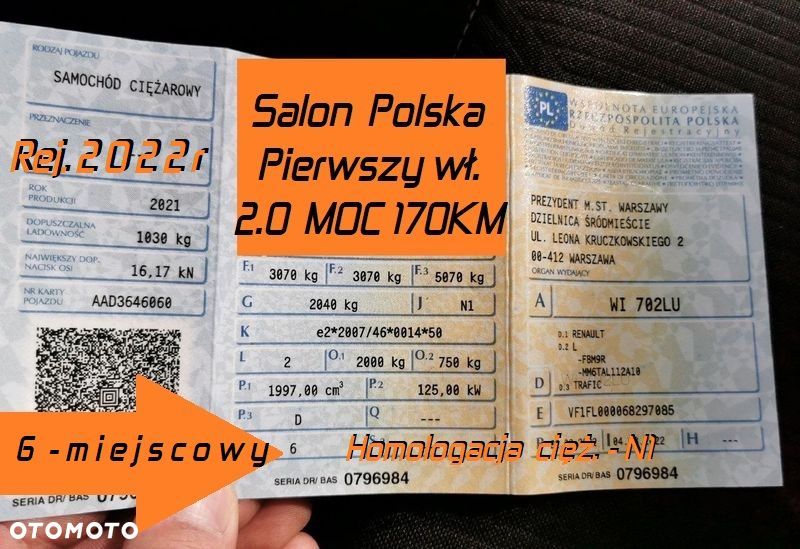 RODZAJ POJAZDU
SAMOCHÓD CIĘŻAROWY
PRZEZNACZENIE
Rej. 2022r
ROK
PRODUKCJI 2021
DOPUSZCZALNA
ŁADOWNOŚĆ 1030 kg
NAJWIĘKSZY DOP.
NACISK OSI 16,17 kN
NR KARTY
POJAZDU AAD3646060
6-miejscowy
SERIA DR/BAS
OTOMOTO
Salon Polska
Pierwszy wł.
2.0 MOC 170KM
F.1 3070 kg F.2 3070 kg F.3 5070 kg
G 2040 kg J N1
K e2*2007/46*0014*50
L 2 O.1 2000 kg O.2 750 kg
P.1 1997,00 cm³ P.2 125,00 kW
P.3 D Q ---
6
Homologacja cięż. - N1
SERIA DR/BAS 0796984
PL
WSPÓLNOTA EUROPEJSKA
RZECZPOSPOLITA POLSKA
Dowód Rejestracyjny
PREZYDENT M.ST. WARSZAWY
DZIELNICA ŚRÓDMIEŚCIE
UL. LEONA KRUCZKOWSKIEGO 2
00-412 WARSZAWA
ORGAN WYDAJĄCY
A WI 702LU
D.1 RENAULT
D.2 L
-FBM9R
-MM6TAL112A10
D D.3 TRAFIC
E VF1FL000068297085
H ---
SERIA DR/BAS 0796984